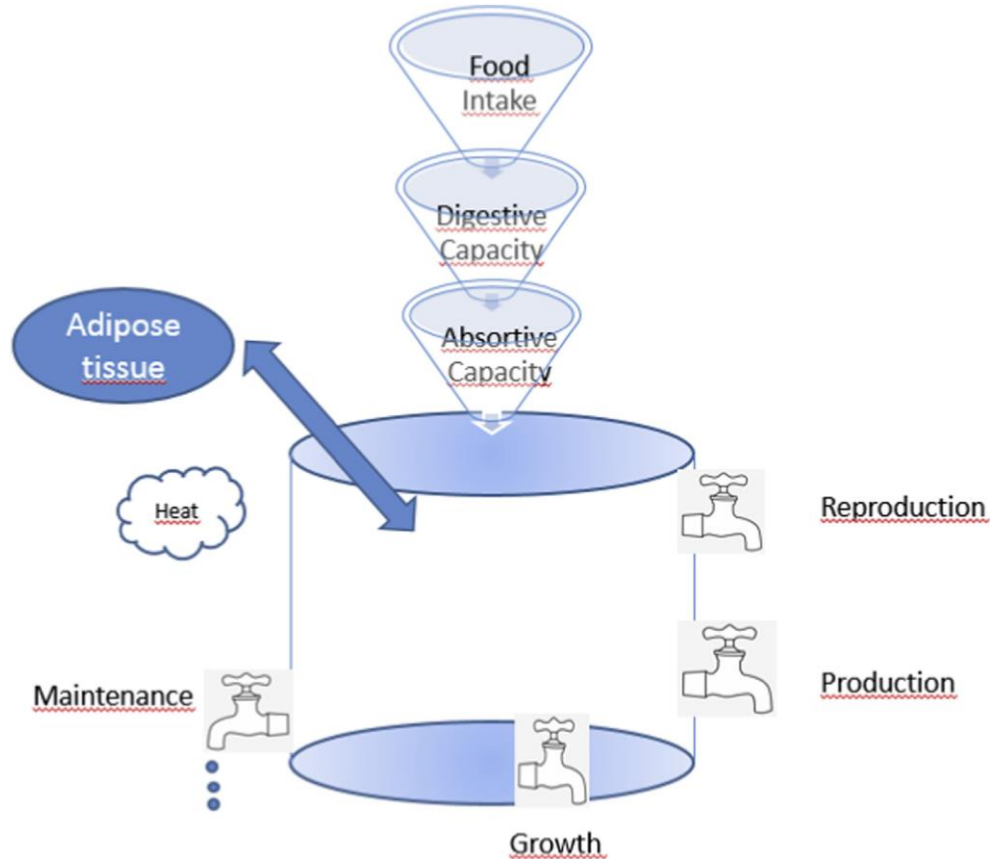 Food
Intake
Digestive
Capacity
Absortive
Capacity
Adipose
tissue
Heat
Reproduction
Maintenance
Production
Growth